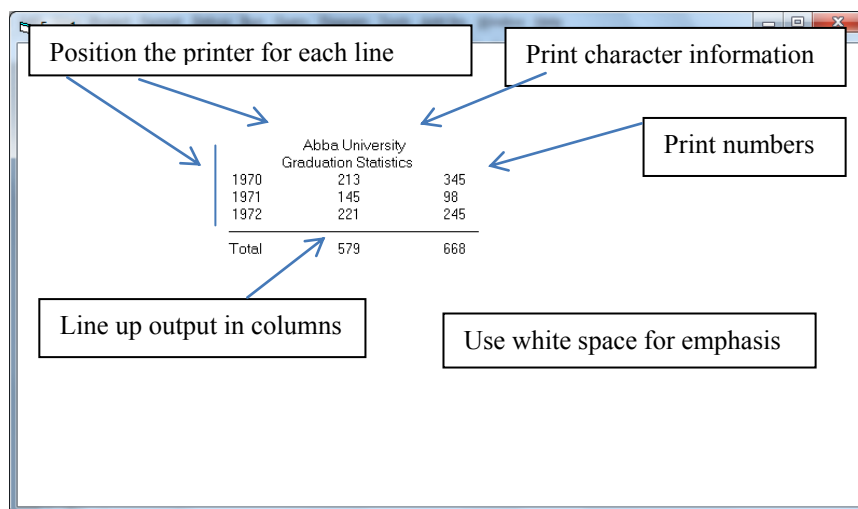 Position the printer for each line
Print character information
Print numbers
Abba University
Graduation Statistics
1970 213 345
1971 145 98
1972 221 245
Total 579 668
Line up output in columns
Use white space for emphasis